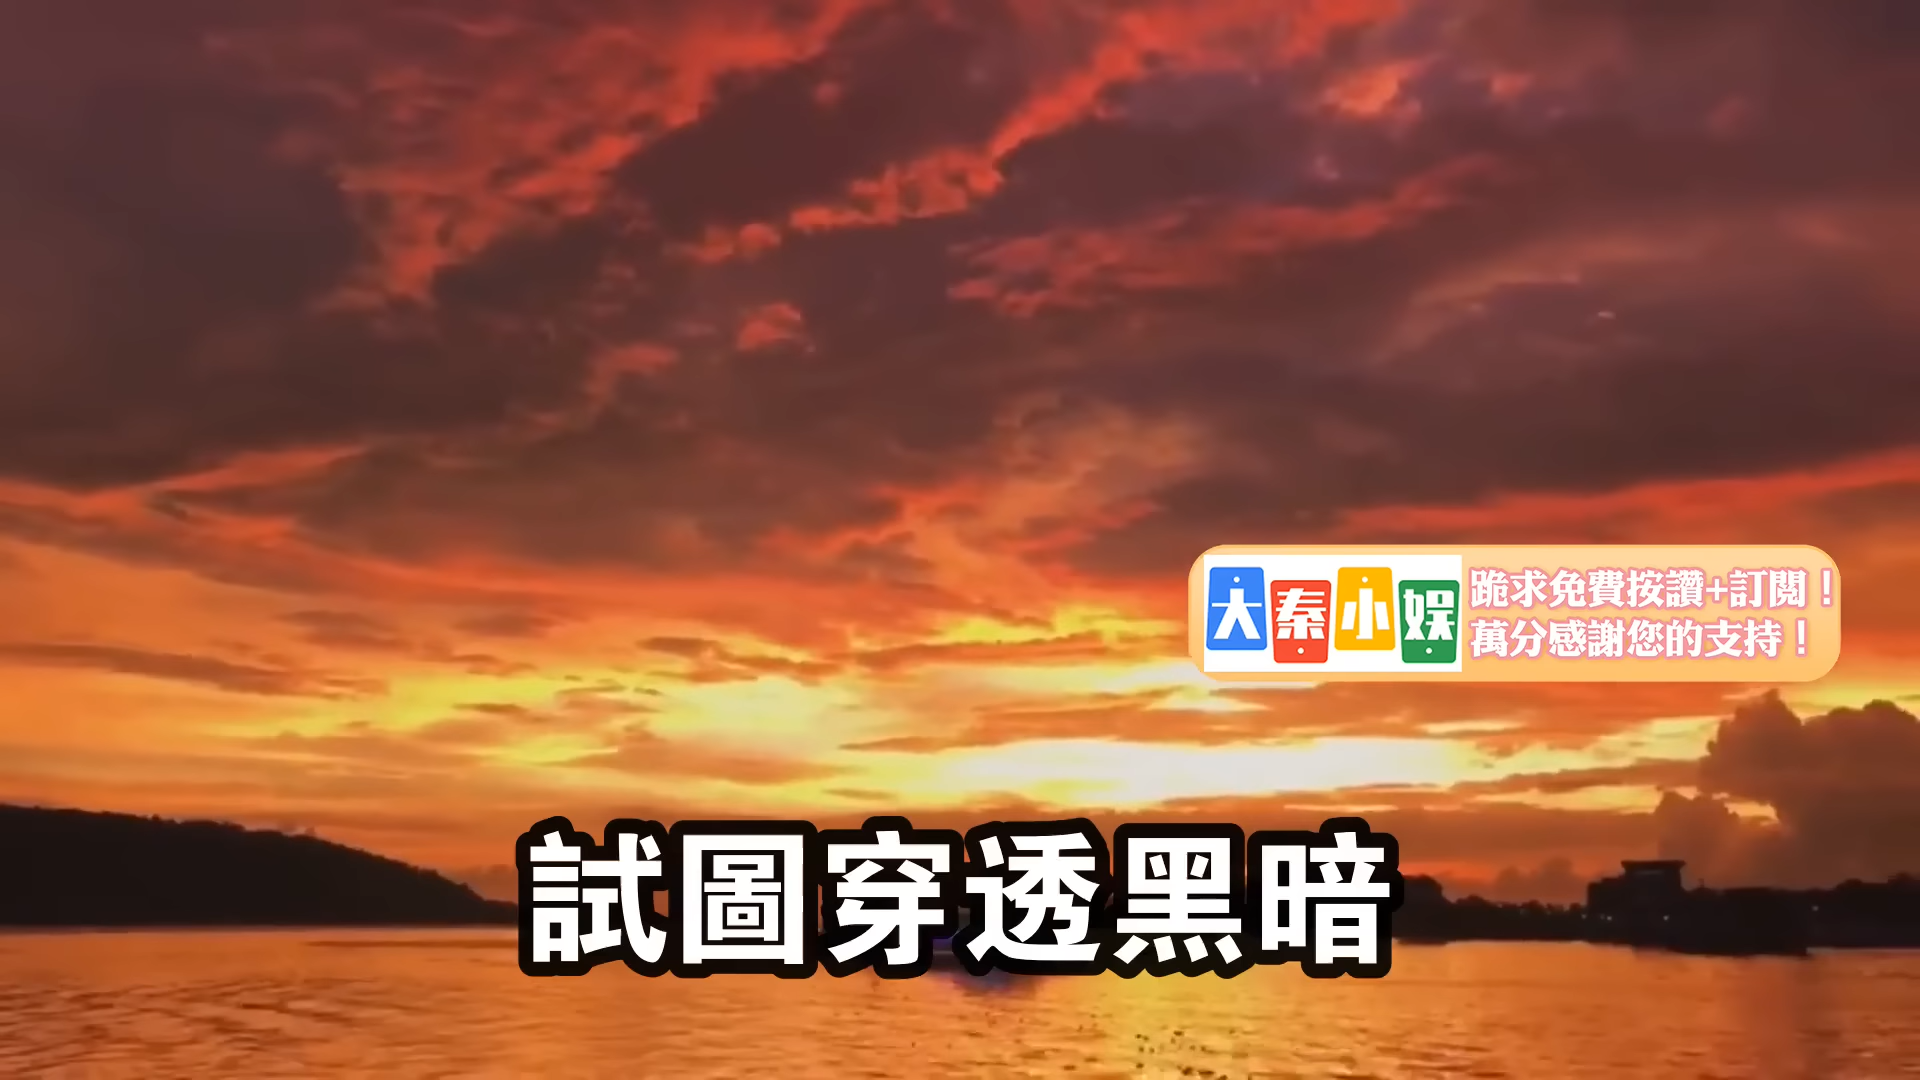 大秦小娱
跪求免費按讚+訂閱！
萬分感謝您的支持！
試圖穿透黑暗